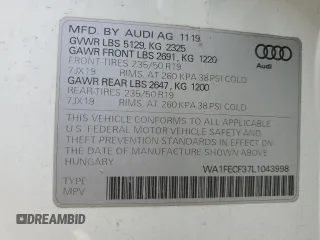 MFD. BY AUDI AG 11 19
GVWR LBS 5129, KG 2325
GAWR FRONT LBS 2691, KG 1220
FRONT-TIRES 235/50 R19
7JX19 RIMS, AT 260 KPA 38 PSI COLD
GAWR REAR LBS 2647, KG 1200
REAR-TIRES 235/50 R19
7JX19 RIMS, AT 260 KPA 38 PSI COLD
Audi
THIS VEHICLE CONFORMS TO ALL APPLICABLE
U.S FEDERAL MOTOR VEHICLE SAFETY AND
THEFT PREVENTION STANDARDS IN EFFECT ON THE
DATE OF MANUFACTURE SHOWN ABOVE
HUNGARY
WA1FECF37L1043998
TYPE
MPV
DREAMBID